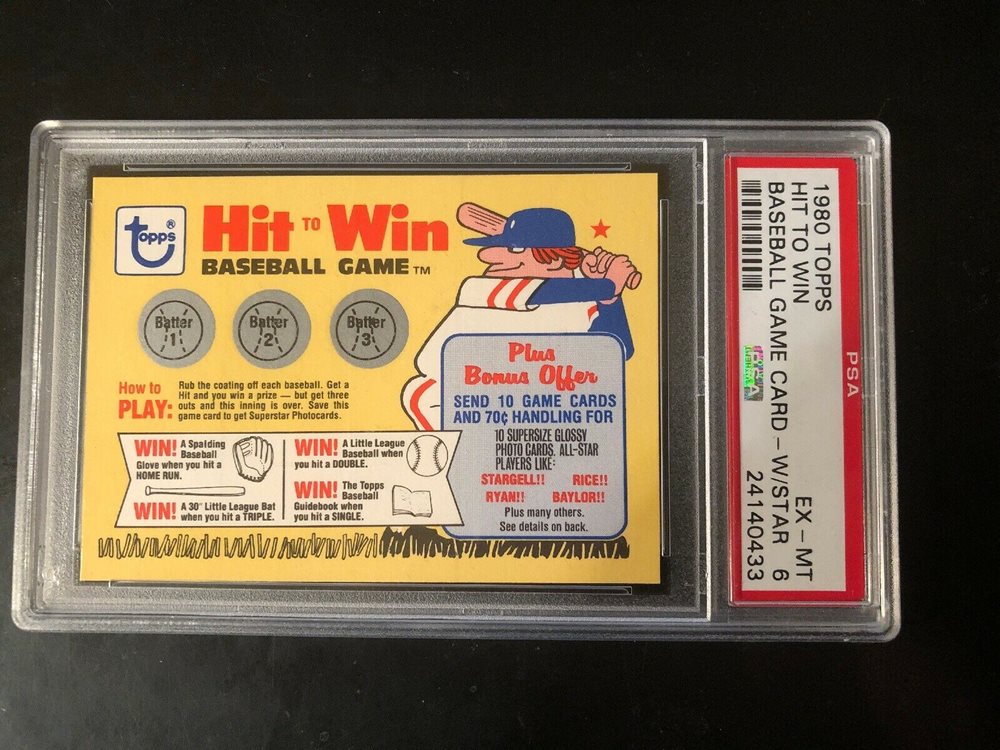 topps ®
Hit TO Win
BASEBALL GAME TM
Batter
1
Batter
2
Batter
3
How to
PLAY:
Rub the coating off each baseball. Get a
Hit and you win a prize — but get three
outs and this inning is over. Save this
game card to get Superstar Photocards.
WIN! A Spalding
Baseball
Glove when you hit a
HOME RUN.
WIN! A 30" Little League Bat
when you hit a TRIPLE.
WIN! A Little League
Baseball when
you hit a DOUBLE.
WIN! The Topps
Baseball
Guidebook when
you hit a SINGLE.
Plus
Bonus Offer
SEND 10 GAME CARDS
AND 70¢ HANDLING FOR
10 SUPERSIZE GLOSSY
PHOTO CARDS. ALL-STAR
PLAYERS LIKE:
STARGELL!! RICE!!
RYAN!! BAYLOR!!
Plus many others.
See details on back.
PSA
1980 TOPPS
HIT TO WIN EX - MT
BASEBALL GAME CARD - W/STAR 6
24140433
PSA